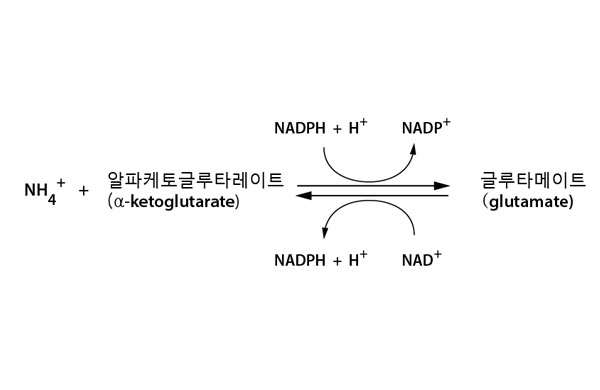 NADPH + H⁺ NADP⁺
NH₄⁺ + 알파케토글루타레이트 글루타메이트
(α-ketoglutarate) (glutamate)
NADPH + H⁺ NAD⁺